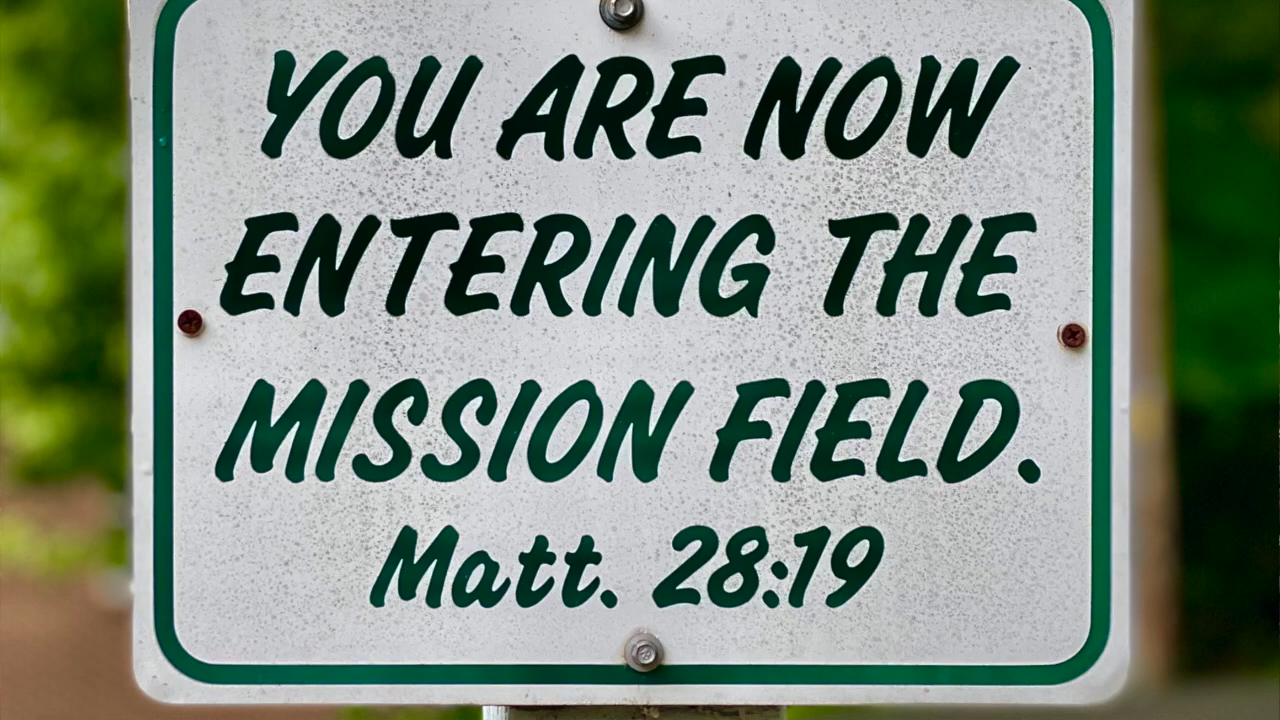 YOU ARE NOW
ENTERING THE
MISSION FIELD.
Matt. 28:19